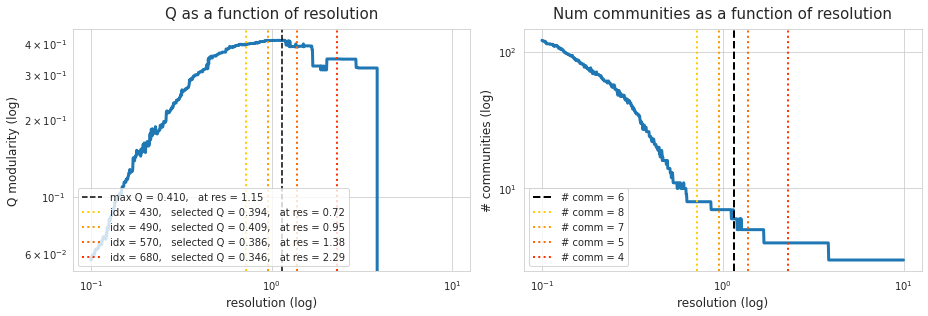 Q as a function of resolution
Q modularity (log)
4 × 10⁻¹
3 × 10⁻¹
2 × 10⁻¹
10⁻¹
6 × 10⁻²
max Q = 0.410,   at res = 1.15
idx = 430,   selected Q = 0.394,   at res = 0.72
idx = 490,   selected Q = 0.409,   at res = 0.95
idx = 570,   selected Q = 0.386,   at res = 1.38
idx = 680,   selected Q = 0.346,   at res = 2.29
10⁻¹ 10⁰ 10¹
resolution (log)
Num communities as a function of resolution
# communities (log)
10²
10¹
# comm = 6
# comm = 8
# comm = 7
# comm = 5
# comm = 4
10⁻¹ 10⁰ 10¹
resolution (log)